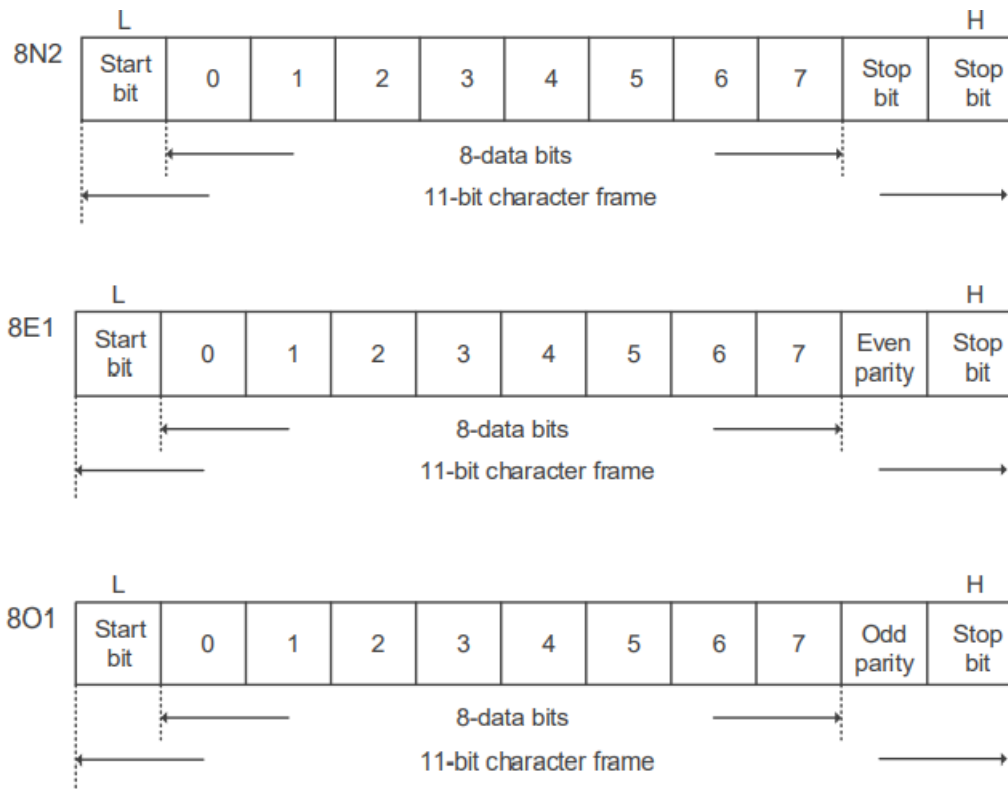 L H
8N2 Start bit 0 1 2 3 4 5 6 7 Stop bit Stop bit
8-data bits
11-bit character frame
L H
8E1 Start bit 0 1 2 3 4 5 6 7 Even parity Stop bit
8-data bits
11-bit character frame
L H
8O1 Start bit 0 1 2 3 4 5 6 7 Odd parity Stop bit
8-data bits
11-bit character frame